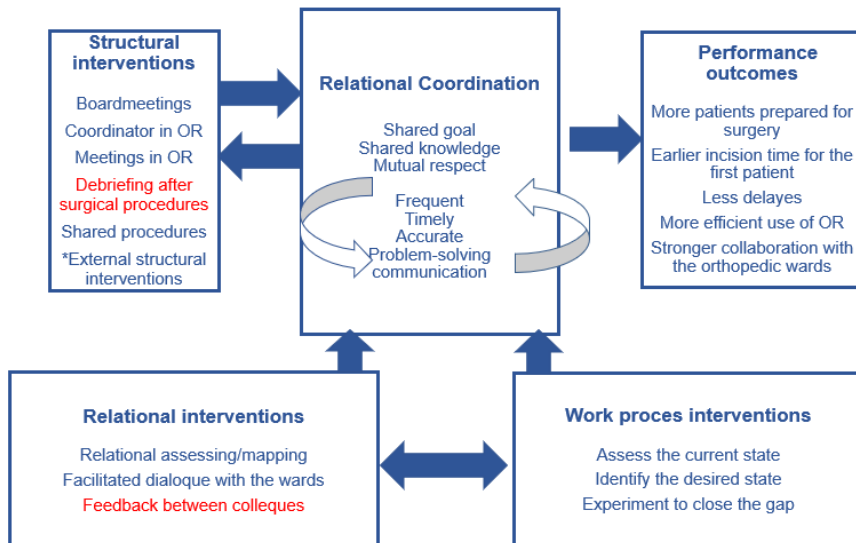 Structural
interventions
Boardmeetings
Coordinator in OR
Meetings in OR
Debriefing after
surgical procedures
Shared procedures
*External structural
interventions
Relational Coordination
Shared goal
Shared knowledge
Mutual respect
Frequent
Timely
Accurate
Problem-solving
communication
Performance
outcomes
More patients prepared for
surgery
Earlier incision time for the
first patient
Less delayes
More efficient use of OR
Stronger collaboration with
the orthopedic wards
Relational interventions
Relational assessing/mapping
Facilitated dialoque with the wards
Feedback between colleques
Work proces interventions
Assess the current state
Identify the desired state
Experiment to close the gap